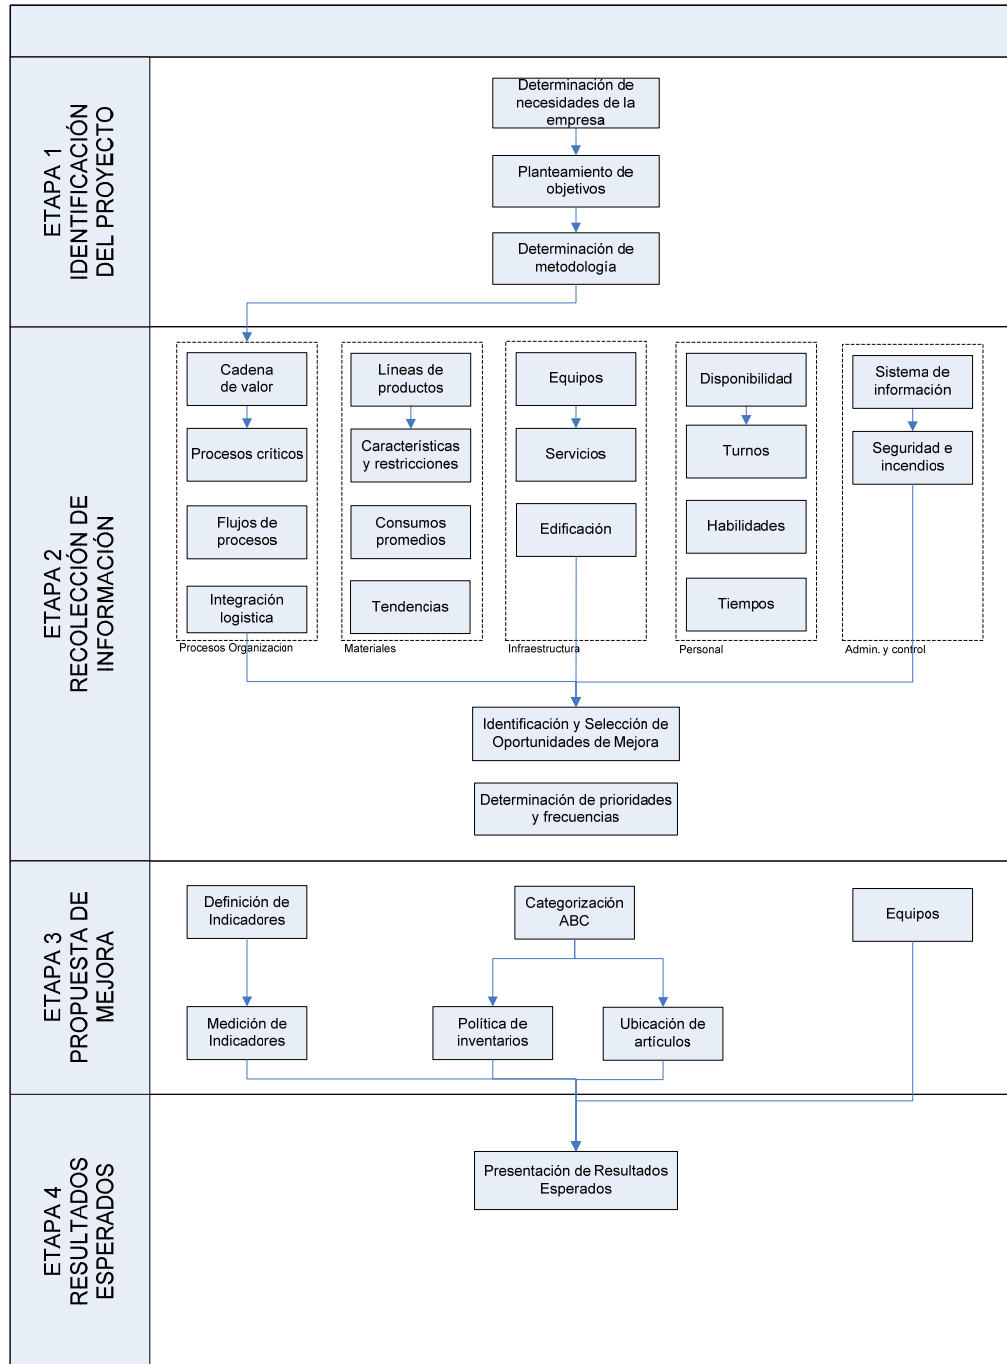 ETAPA 1
IDENTIFICACIÓN
DEL PROYECTO
Determinación de
necesidades de la
empresa
Planteamiento de
objetivos
Determinación de
metodología
ETAPA 2
RECOLECCIÓN DE
INFORMACIÓN
Cadena
de valor
Procesos críticos
Flujos de
procesos
Integración
logistica
Procesos Organizacion
Líneas de
productos
Características
y restricciones
Consumos
promedios
Tendencias
Materiales
Equipos
Servicios
Edificación
Infraestructura
Disponibilidad
Turnos
Habilidades
Tiempos
Personal
Sistema de
información
Seguridad e
incendios
Admin. y control
Identificación y Selección de
Oportunidades de Mejora
Determinación de prioridades
y frecuencias
ETAPA 3
PROPUESTA DE
MEJORA
Definición de
Indicadores
Medición de
Indicadores
Categorización
ABC
Política de
inventarios
Ubicación de
artículos
Equipos
ETAPA 4
RESULTADOS
ESPERADOS
Presentación de Resultados
Esperados